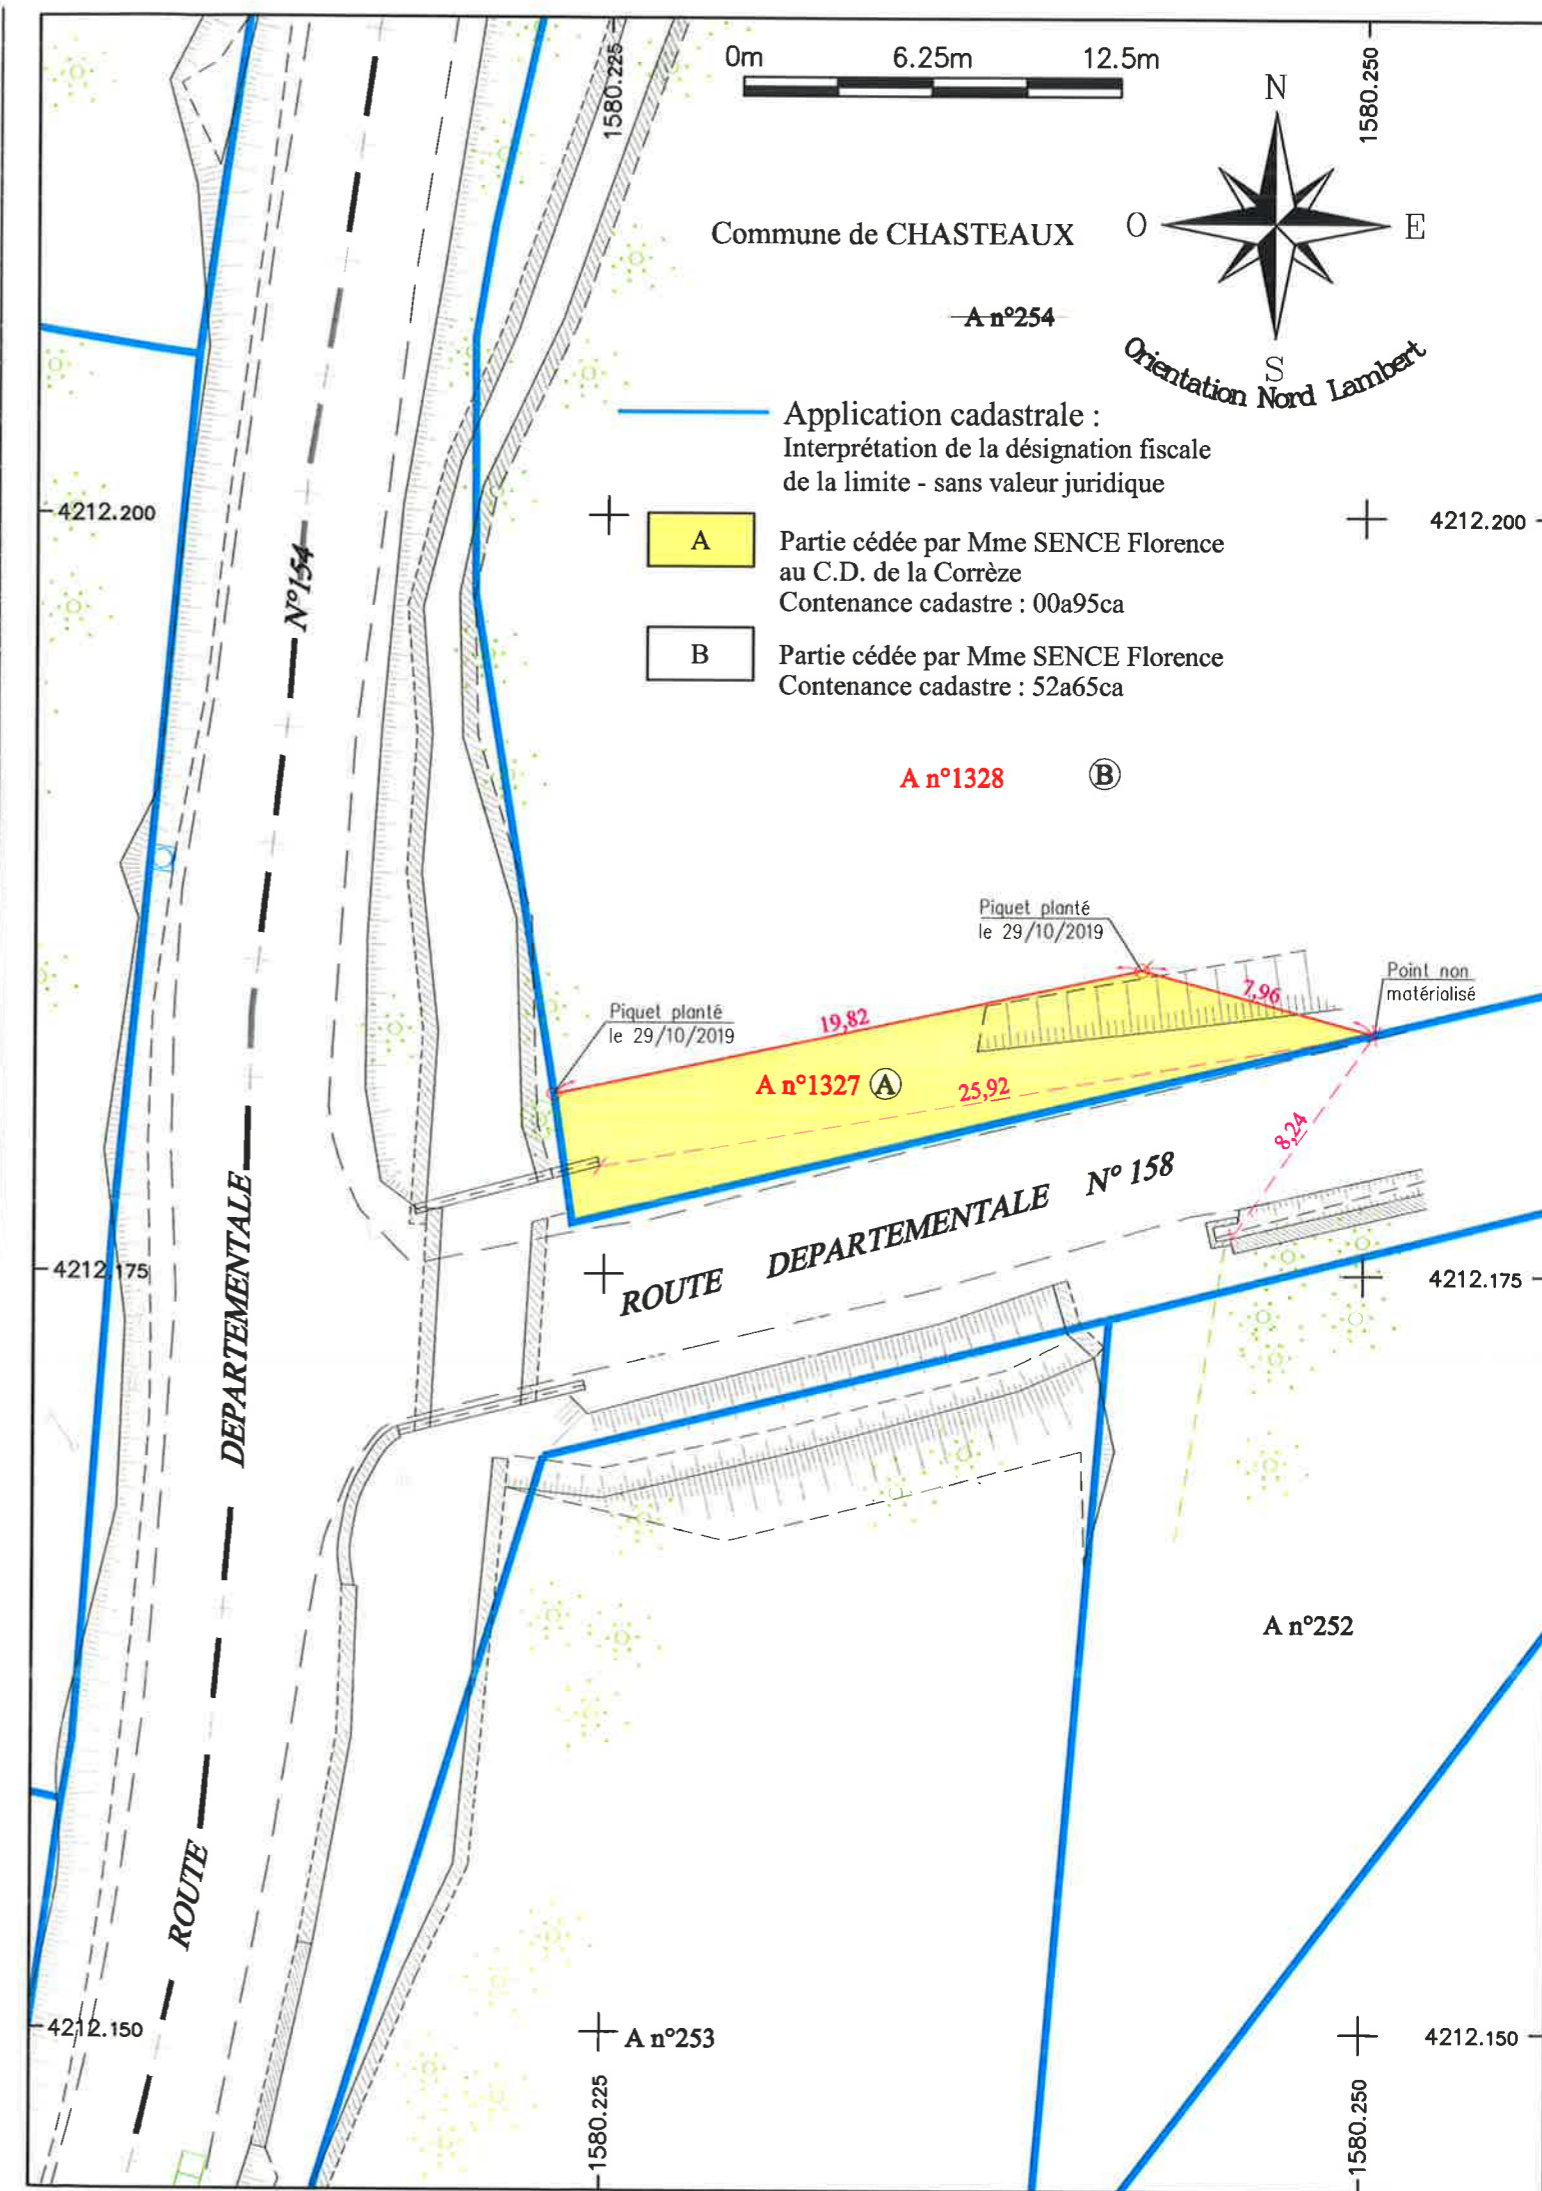 0m 6.25m 12.5m
1580.225
1580.250
N
O
E
S
Orientation Nord Lambert
Commune de CHASTEAUX
A n°254
Application cadastrale :
Interprétation de la désignation fiscale
de la limite - sans valeur juridique
4212.200
4212.200
A
Partie cédée par Mme SENCE Florence
au C.D. de la Corrèze
Contenance cadastre : 00a95ca
B
Partie cédée par Mme SENCE Florence
Contenance cadastre : 52a65ca
A n°1328 B
Piquet planté
le 29/10/2019
Point non
matérialisé
Piquet planté
le 29/10/2019
19,82
7,96
A n°1327 A
25,92
8,24
ROUTE DEPARTEMENTALE N° 158
4212.175
4212.175
ROUTE DEPARTEMENTALE N°154
A n°252
4212.150
A n°253
4212.150
1580.225
1580.250